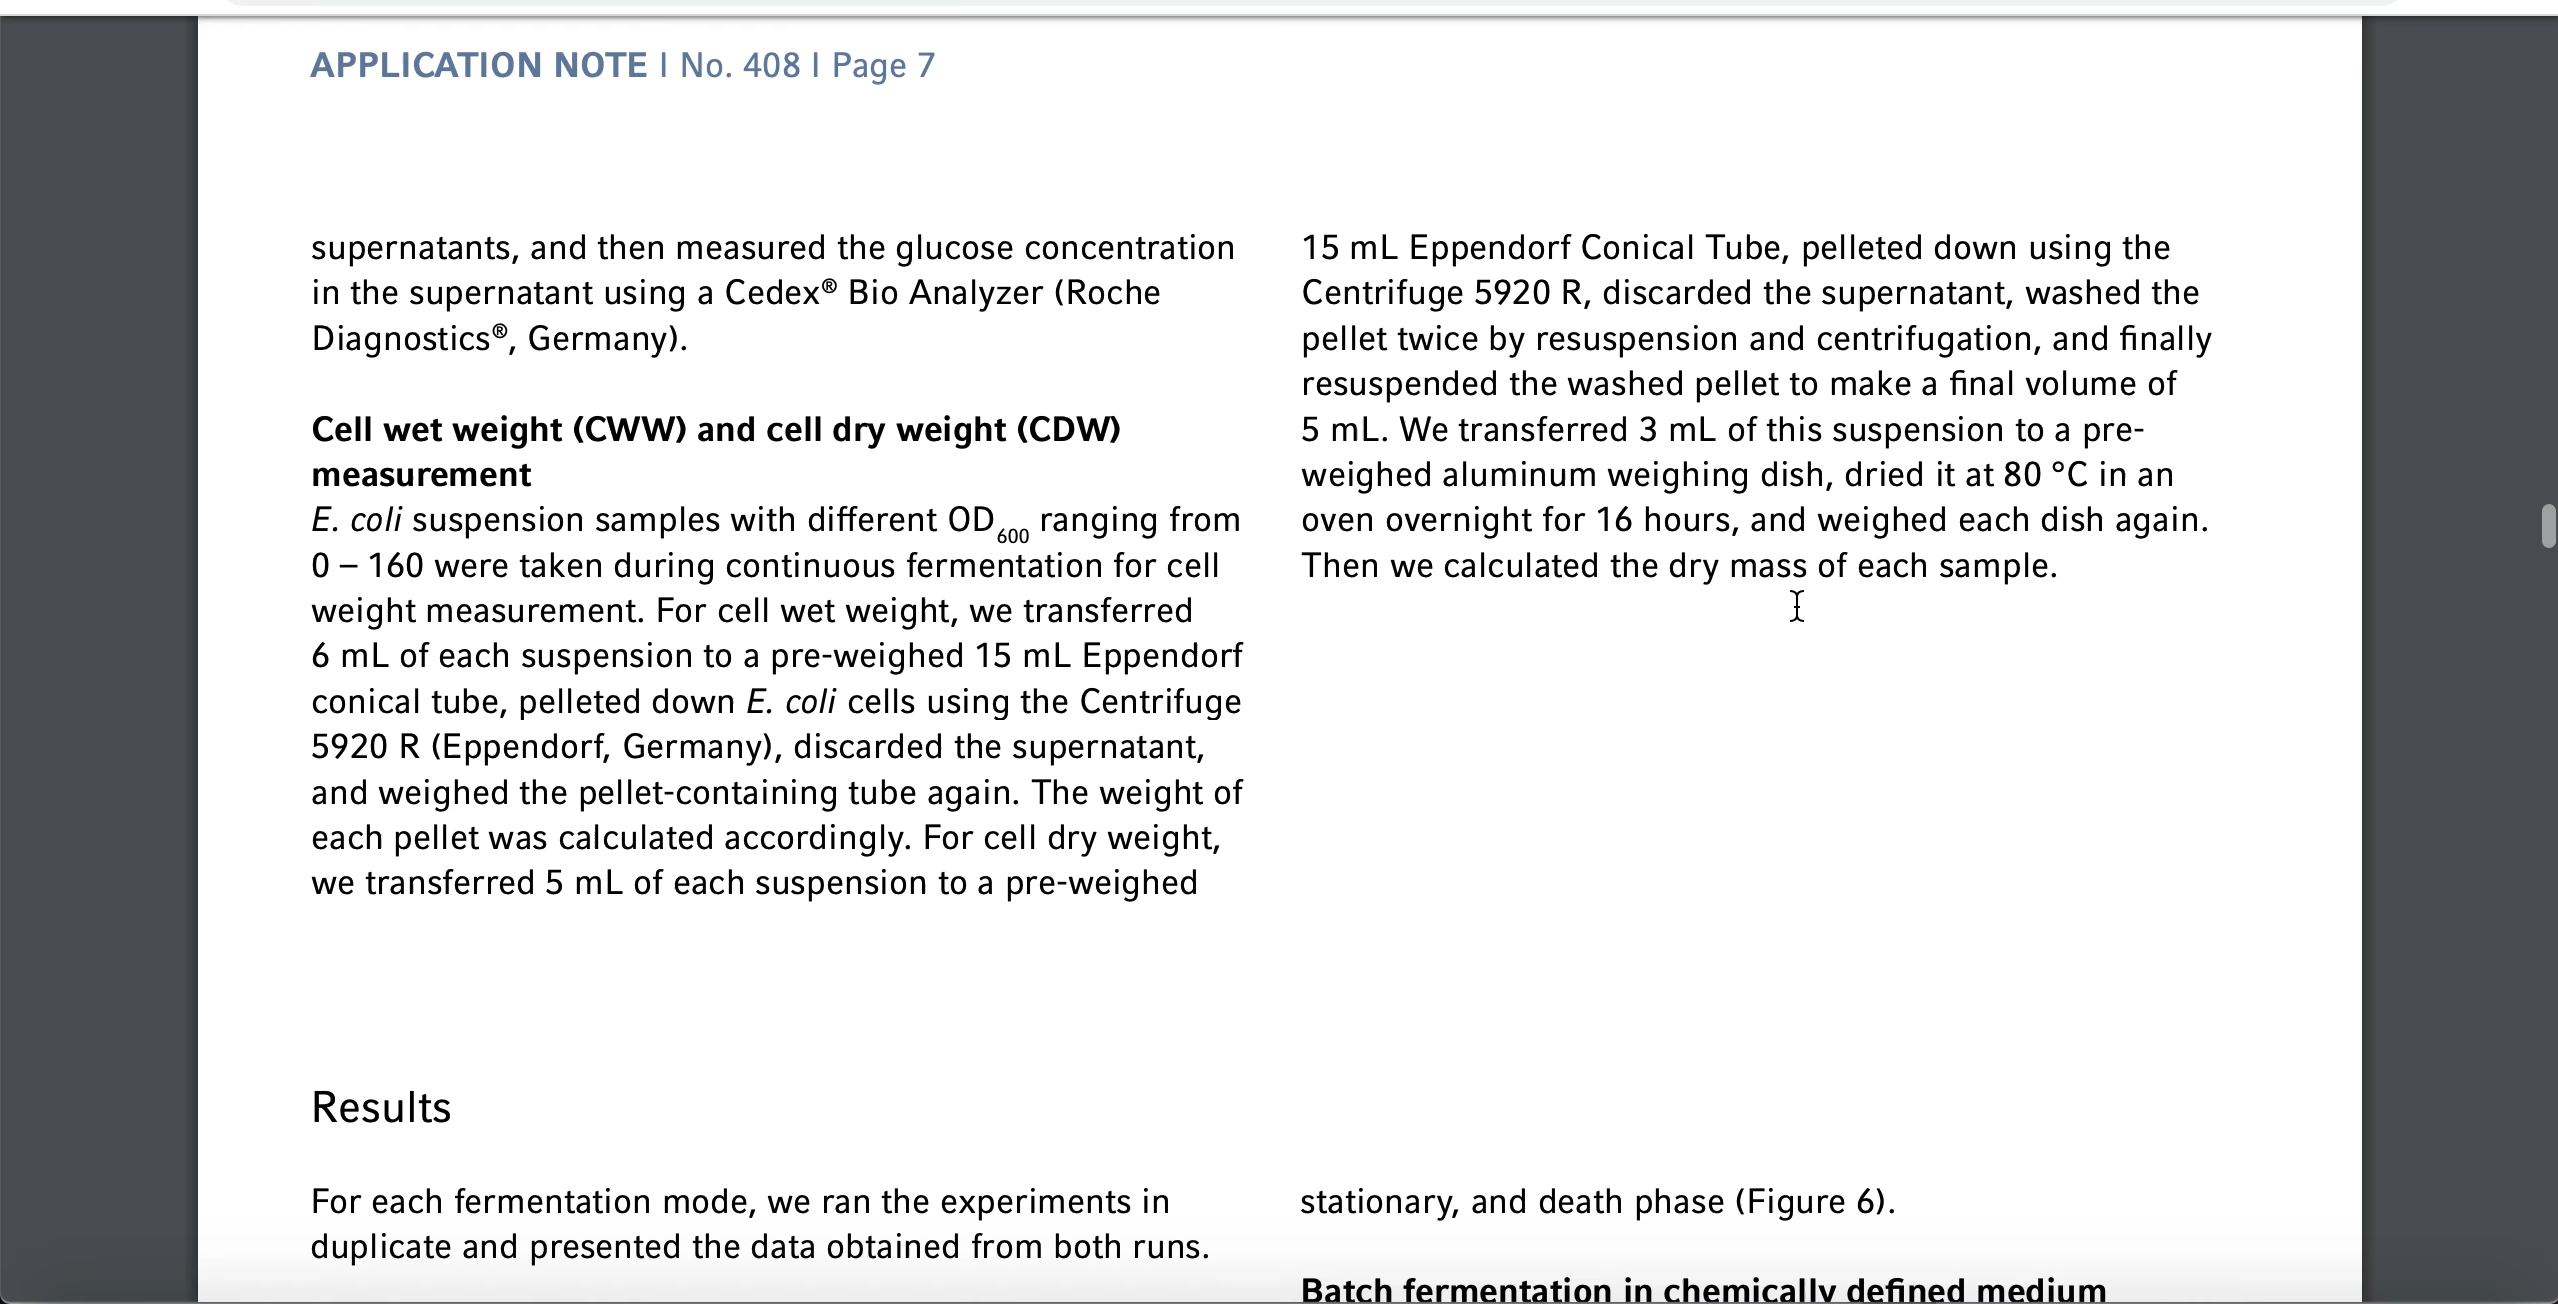 APPLICATION NOTE | No. 408 | Page 7
supernatants, and then measured the glucose concentration
in the supernatant using a Cedex® Bio Analyzer (Roche
Diagnostics®, Germany).
Cell wet weight (CWW) and cell dry weight (CDW)
measurement
E. coli suspension samples with different OD600 ranging from
0 – 160 were taken during continuous fermentation for cell
weight measurement. For cell wet weight, we transferred
6 mL of each suspension to a pre-weighed 15 mL Eppendorf
conical tube, pelleted down E. coli cells using the Centrifuge
5920 R (Eppendorf, Germany), discarded the supernatant,
and weighed the pellet-containing tube again. The weight of
each pellet was calculated accordingly. For cell dry weight,
we transferred 5 mL of each suspension to a pre-weighed
15 mL Eppendorf Conical Tube, pelleted down using the
Centrifuge 5920 R, discarded the supernatant, washed the
pellet twice by resuspension and centrifugation, and finally
resuspended the washed pellet to make a final volume of
5 mL. We transferred 3 mL of this suspension to a pre-
weighed aluminum weighing dish, dried it at 80 °C in an
oven overnight for 16 hours, and weighed each dish again.
Then we calculated the dry mass of each sample.
Results
For each fermentation mode, we ran the experiments in
duplicate and presented the data obtained from both runs.
stationary, and death phase (Figure 6).
Batch fermentation in chemically defined medium